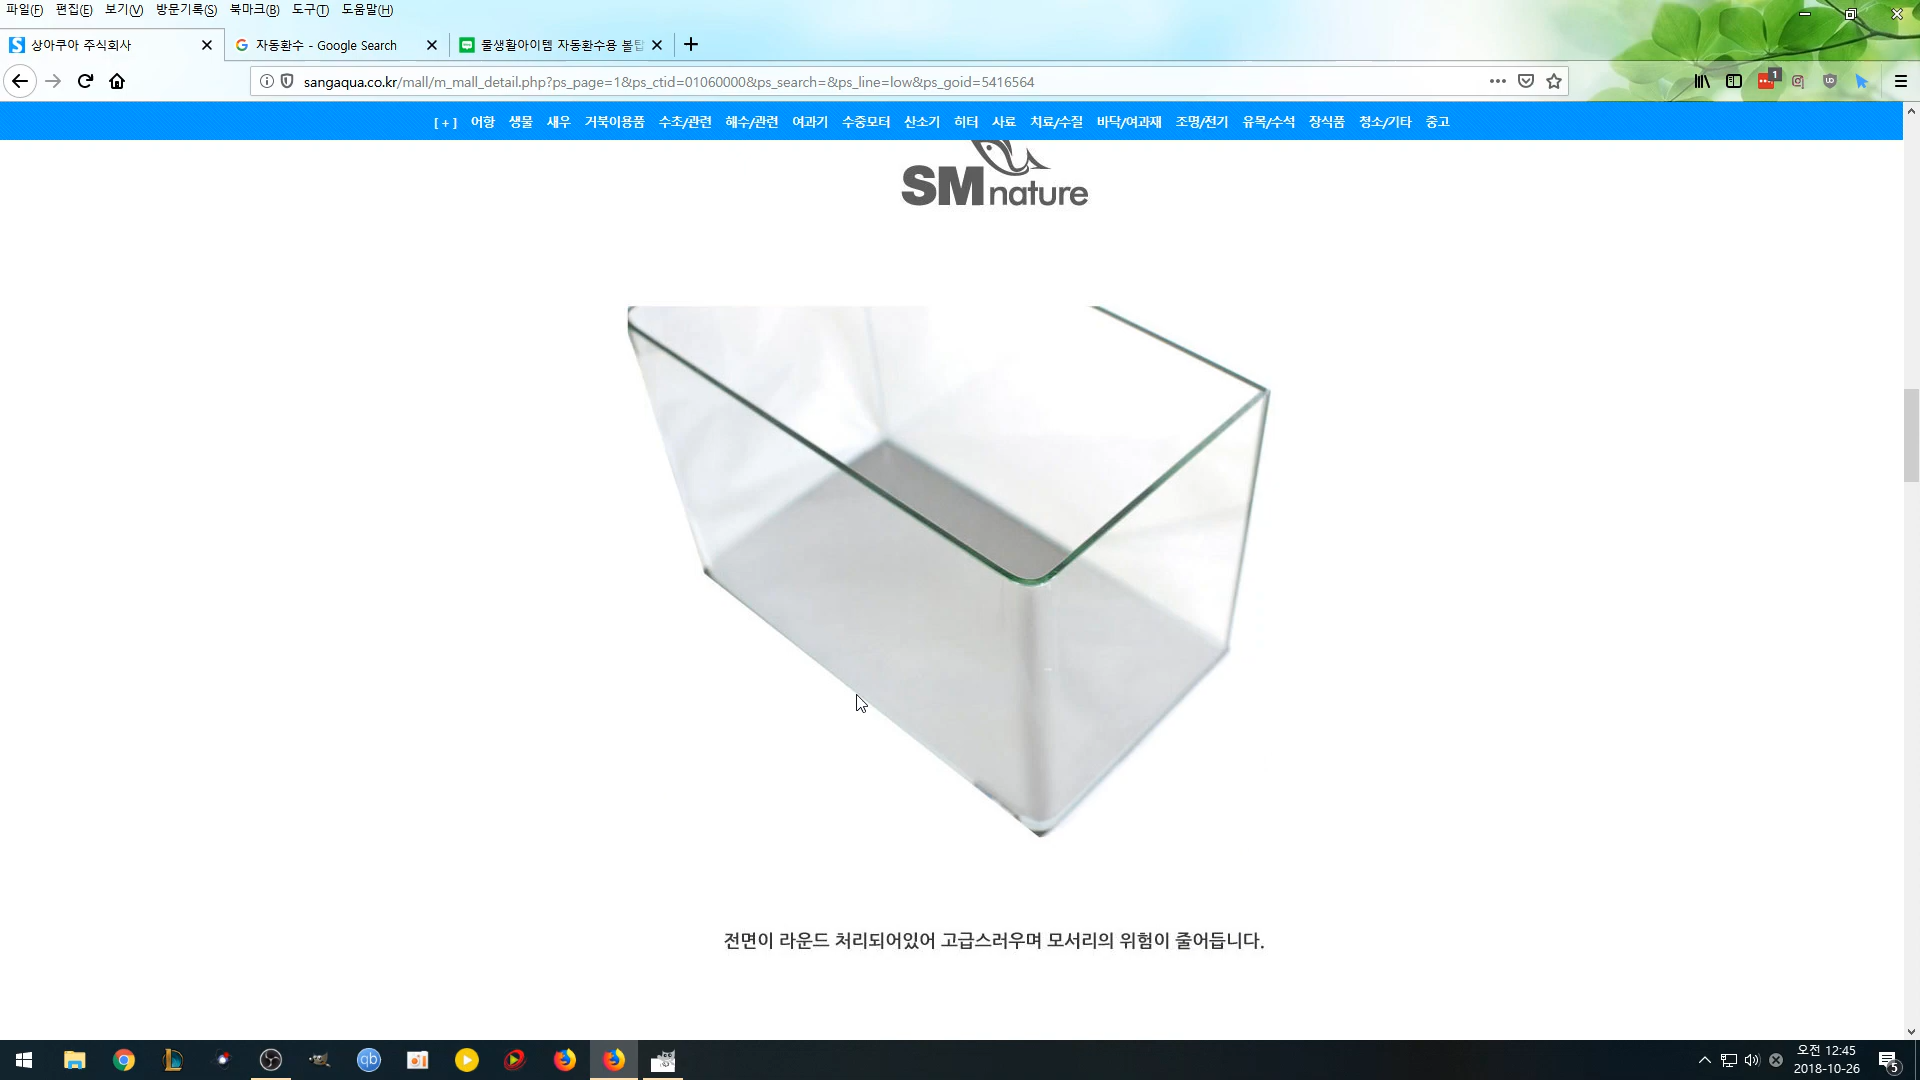 파일(F) 편집(E) 보기(V) 방문기록(S) 북마크(B) 도구(T) 도움말(H)
상아쿠아 주식회사
자동환수 - Google Search
물생활아이템 자동환수용 볼탑
sangaqua.co.kr/mall/m_mall_detail.php?ps_page=1&ps_ctid=01060000&ps_search=&ps_line=low&ps_goid=5416564
1
[ + ] 어항 생물 새우 거북이용품 수초/관련 해수/관련 여과기 수중모터 산소기 히터 사료 치료/수질 바닥/여과재 조명/전기 유목/수석 장식품 청소/기타 중고
SM nature
전면이 라운드 처리되어있어 고급스러우며 모서리의 위험이 줄어듭니다.
qb
오전 12:45
2018-10-26
5